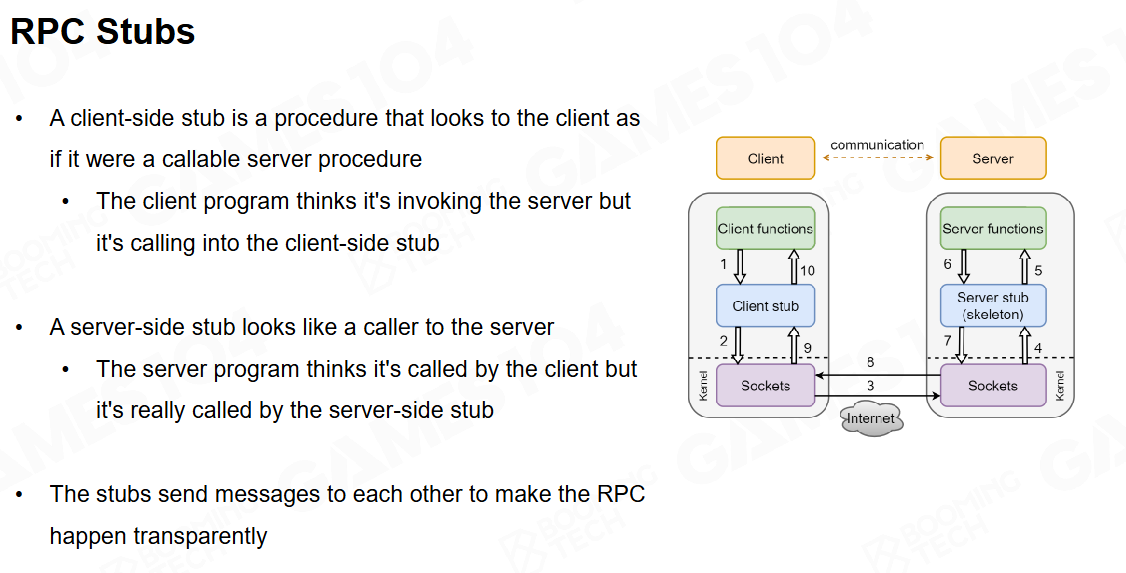 RPC Stubs
• A client-side stub is a procedure that looks to the client as
if it were a callable server procedure
• The client program thinks it's invoking the server but
it's calling into the client-side stub
• A server-side stub looks like a caller to the server
• The server program thinks it's called by the client but
it's really called by the server-side stub
• The stubs send messages to each other to make the RPC
happen transparently
Client
communication
Server
Client functions
Server functions
1
10
6
5
Client stub
Server stub
(skeleton)
2
9
7
4
Kernel
Sockets
8
3
Sockets
Kernel
Internet
GAMES104
BOOMING
TECH